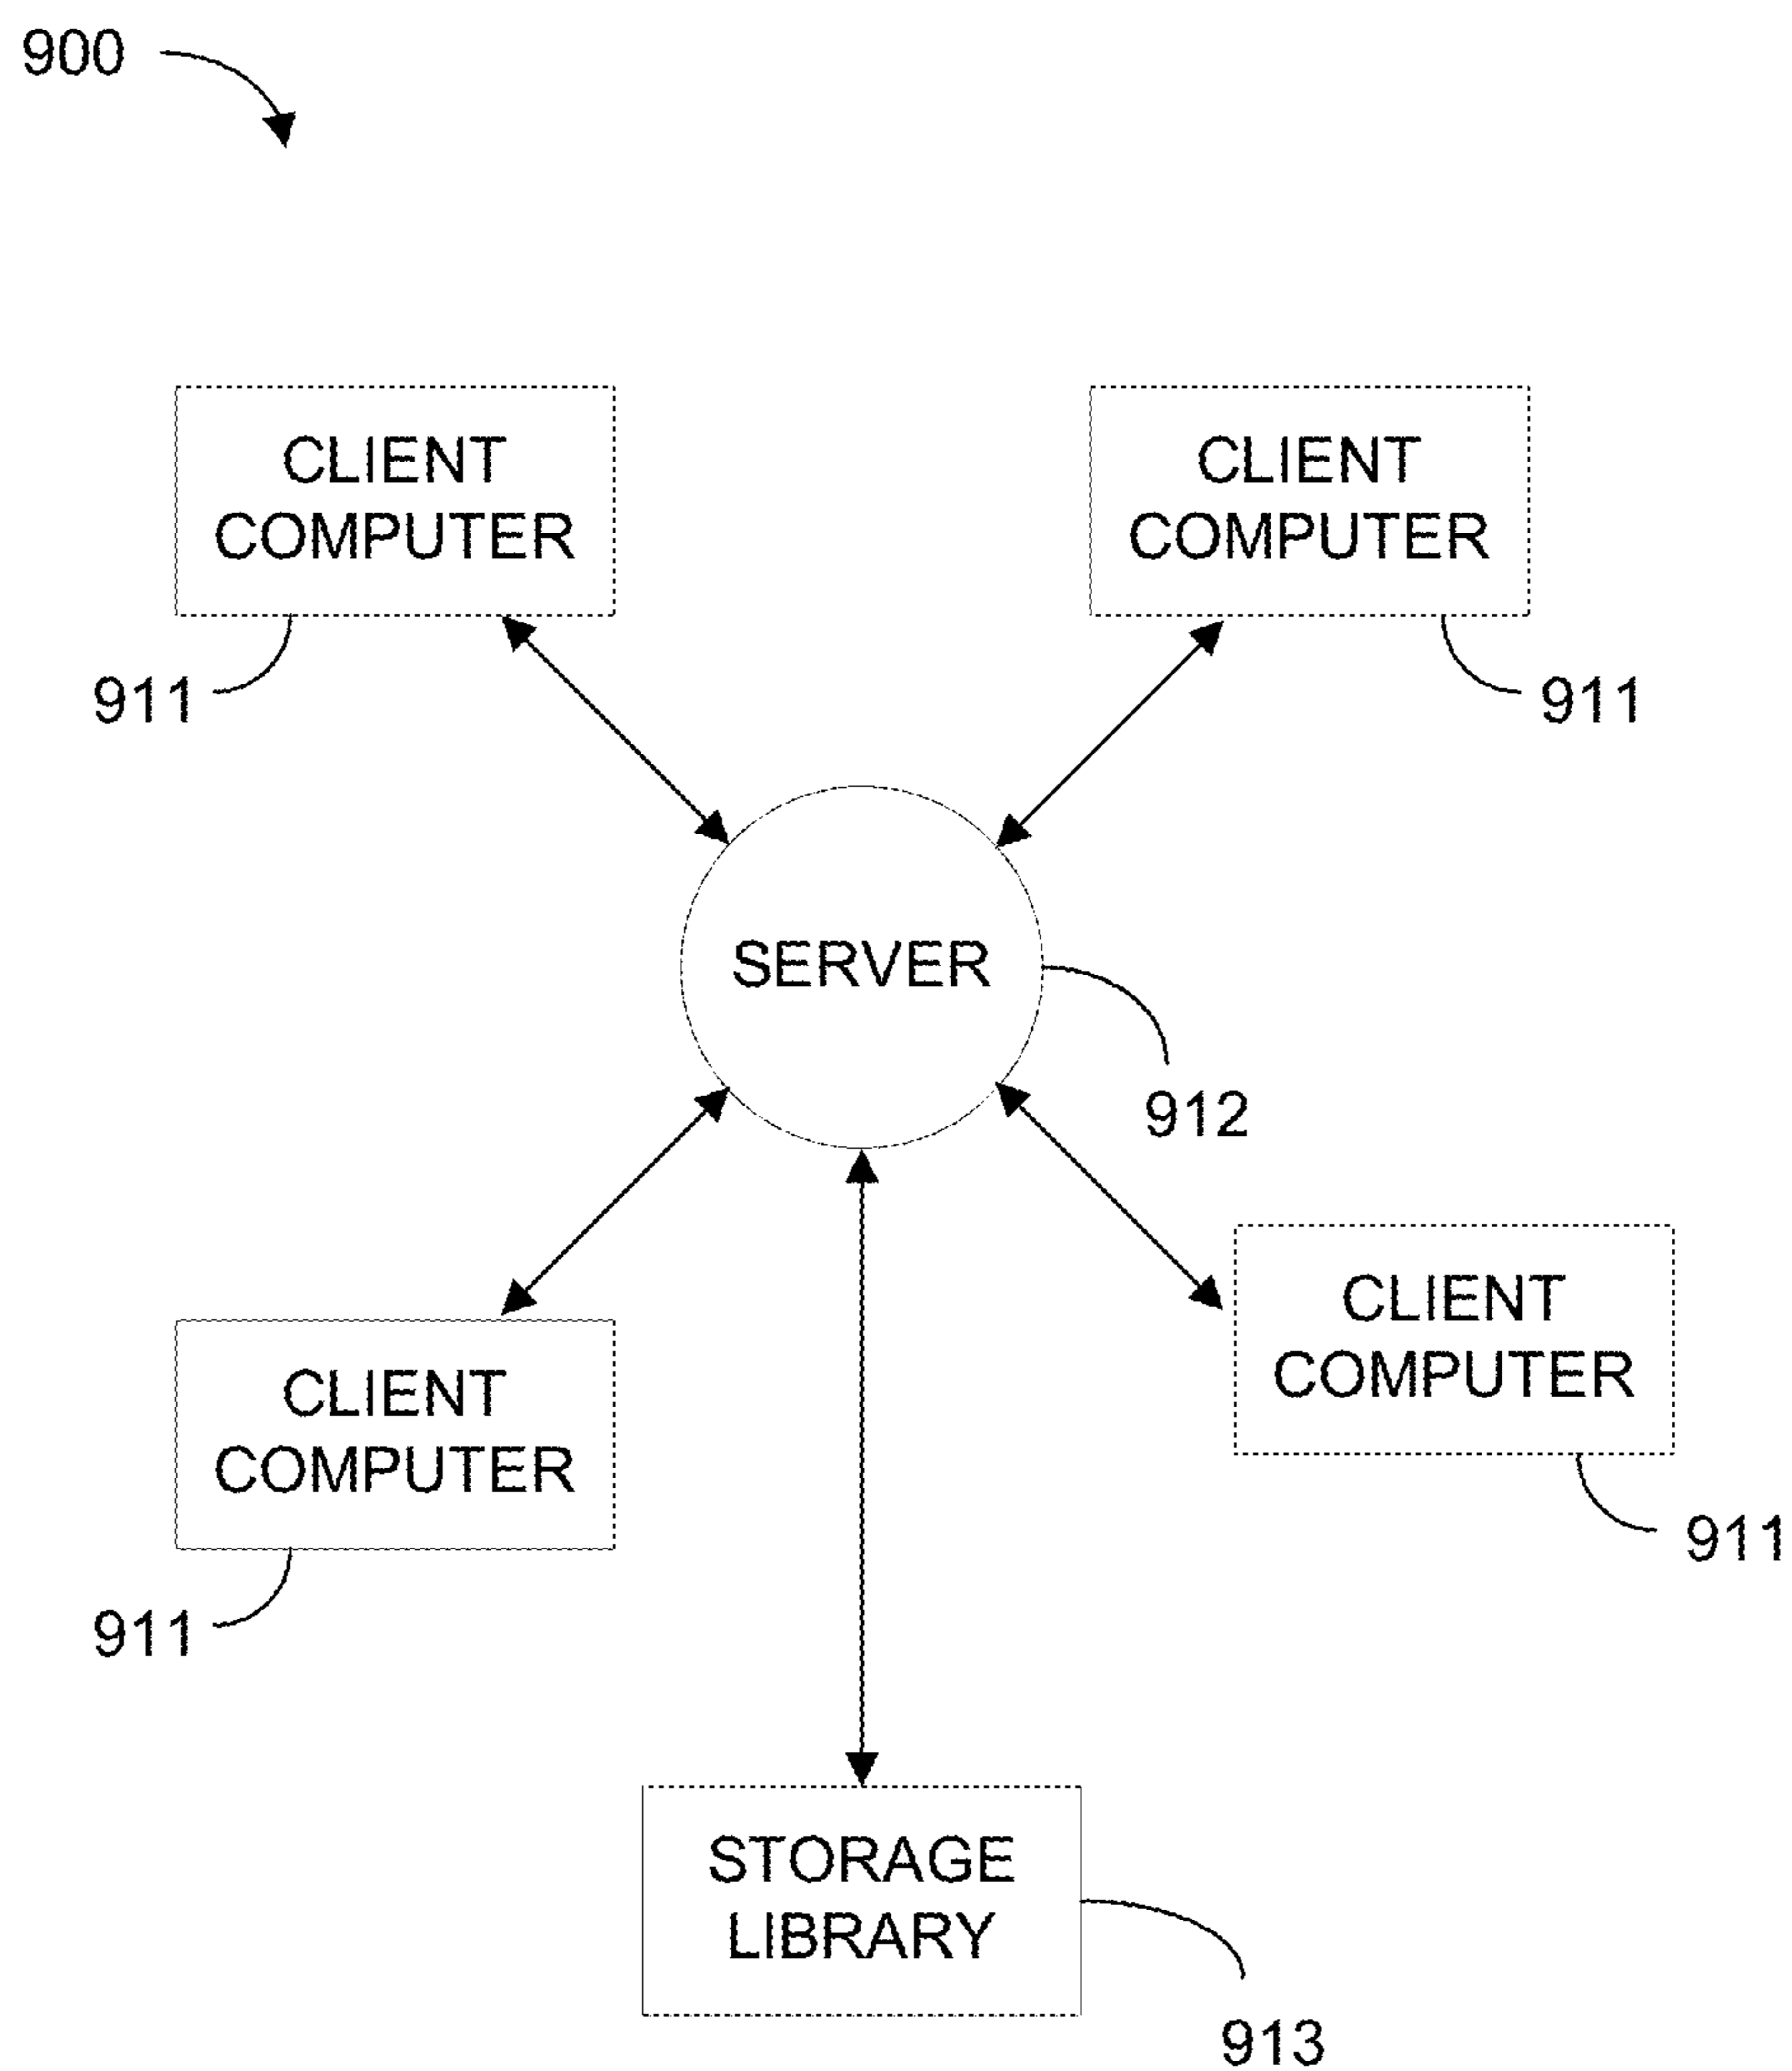 900
CLIENT
COMPUTER
CLIENT
COMPUTER
911
911
SERVER
912
CLIENT
COMPUTER
CLIENT
COMPUTER
911
911
STORAGE
LIBRARY
913